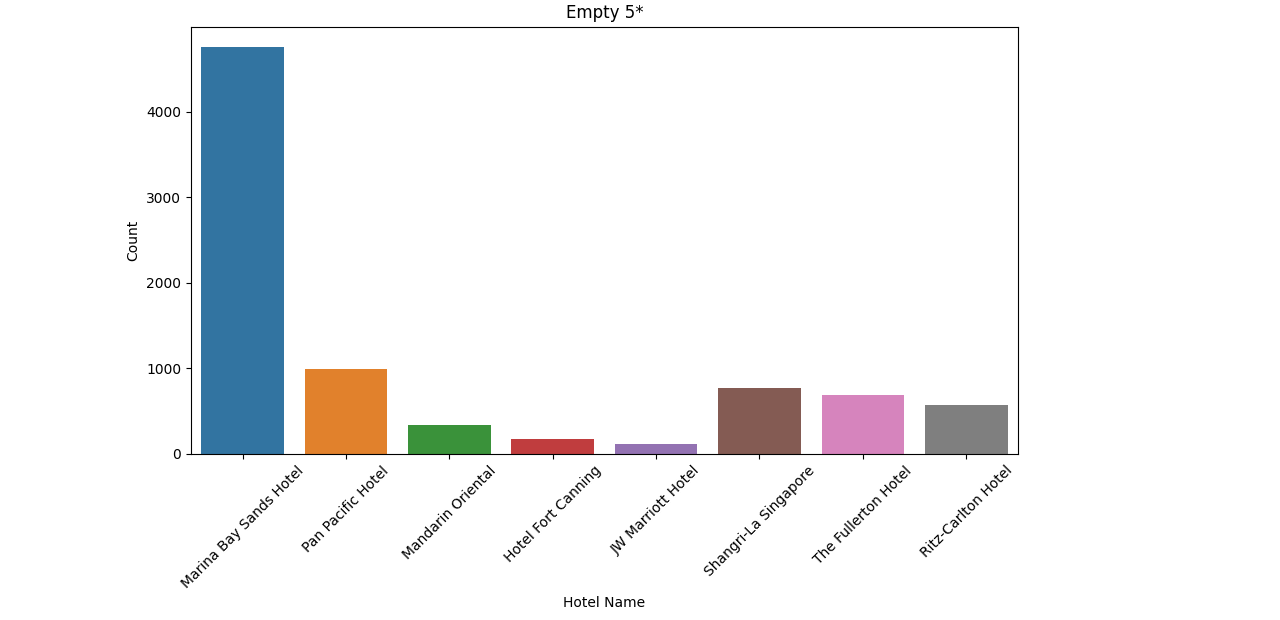 Empty 5*
Count
4000
3000
2000
1000
0
Marina Bay Sands Hotel
Pan Pacific Hotel
Mandarin Oriental
Hotel Fort Canning
JW Marriott Hotel
Shangri-La Singapore
The Fullerton Hotel
Ritz-Carlton Hotel
Hotel Name